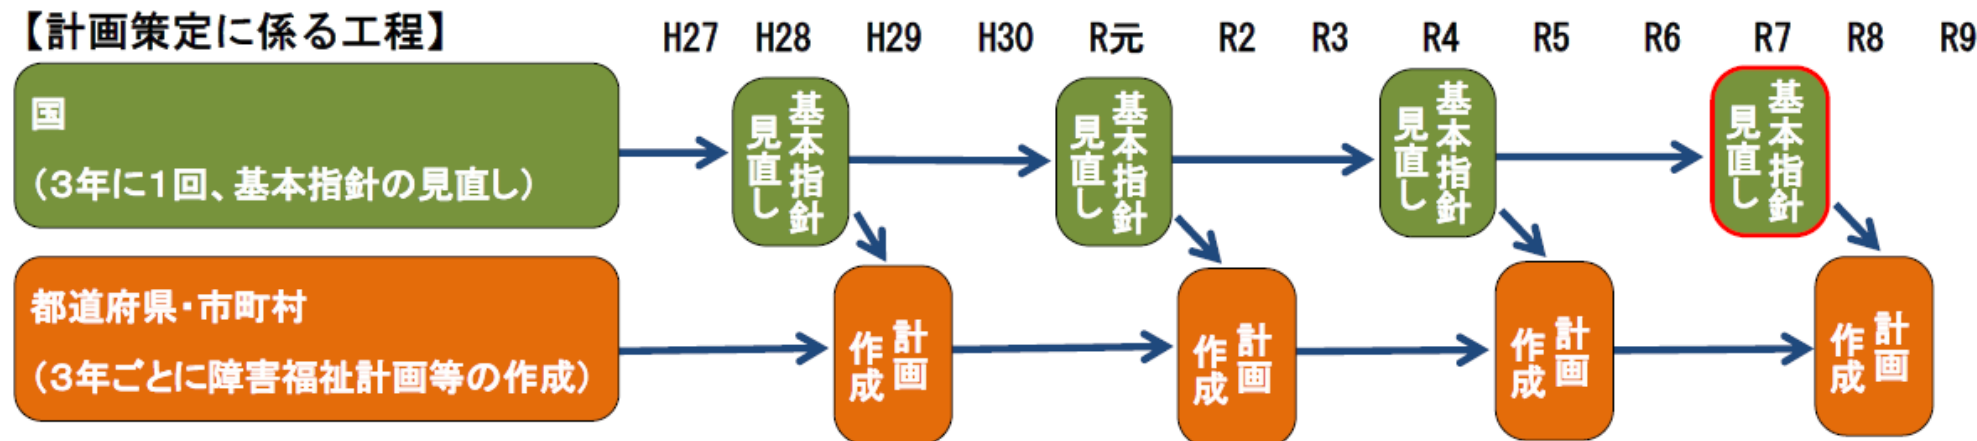 【計画策定に係る工程】
H27 H28 H29 H30 R元 R2 R3 R4 R5 R6 R7 R8 R9
国
（３年に１回、基本指針の見直し）
基本指針
見直し
基本指針
見直し
基本指針
見直し
基本指針
見直し
都道府県・市町村
（３年ごとに障害福祉計画等の作成）
計画
作成
計画
作成
計画
作成
計画
作成